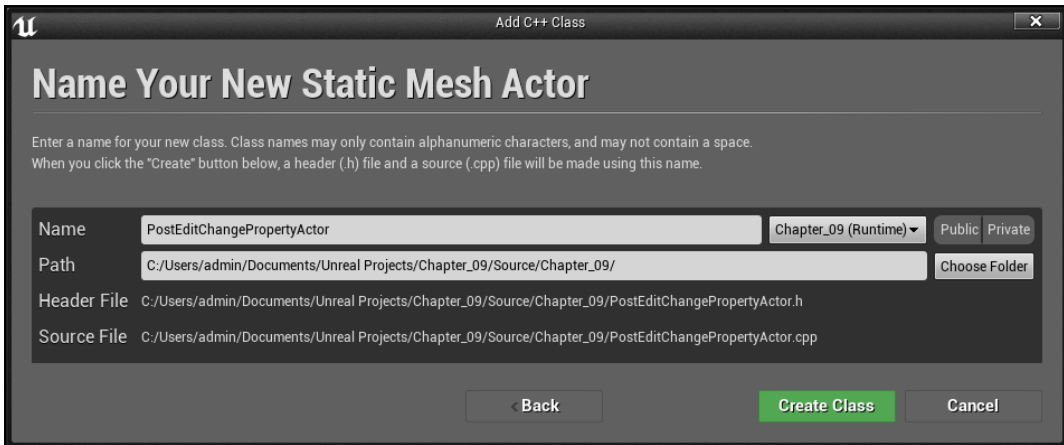 Add C++ Class
Name Your New Static Mesh Actor
Enter a name for your new class. Class names may only contain alphanumeric characters, and may not contain a space.
When you click the "Create" button below, a header (.h) file and a source (.cpp) file will be made using this name.
Name PostEditChangePropertyActor Chapter_09 (Runtime) Public Private
Path C:/Users/admin/Documents/Unreal Projects/Chapter_09/Source/Chapter_09/ Choose Folder
Header File C:/Users/admin/Documents/Unreal Projects/Chapter_09/Source/Chapter_09/PostEditChangePropertyActor.h
Source File C:/Users/admin/Documents/Unreal Projects/Chapter_09/Source/Chapter_09/PostEditChangePropertyActor.cpp
Back Create Class Cancel